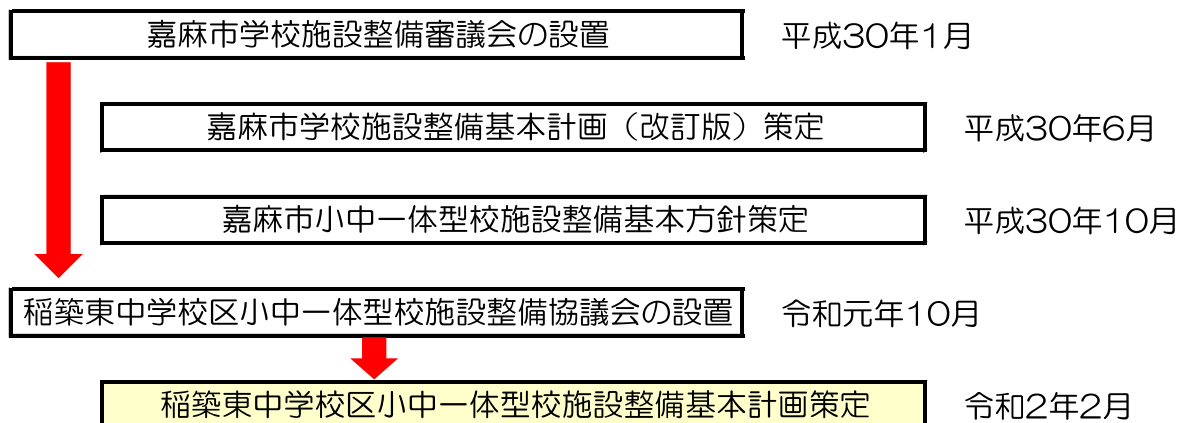 嘉麻市学校施設整備審議会の設置 平成30年1月
嘉麻市学校施設整備基本計画（改訂版）策定 平成30年6月
嘉麻市小中一体型校施設整備基本方針策定 平成30年10月
稲築東中学校区小中一体型校施設整備協議会の設置 令和元年10月
稲築東中学校区小中一体型校施設整備基本計画策定 令和2年2月